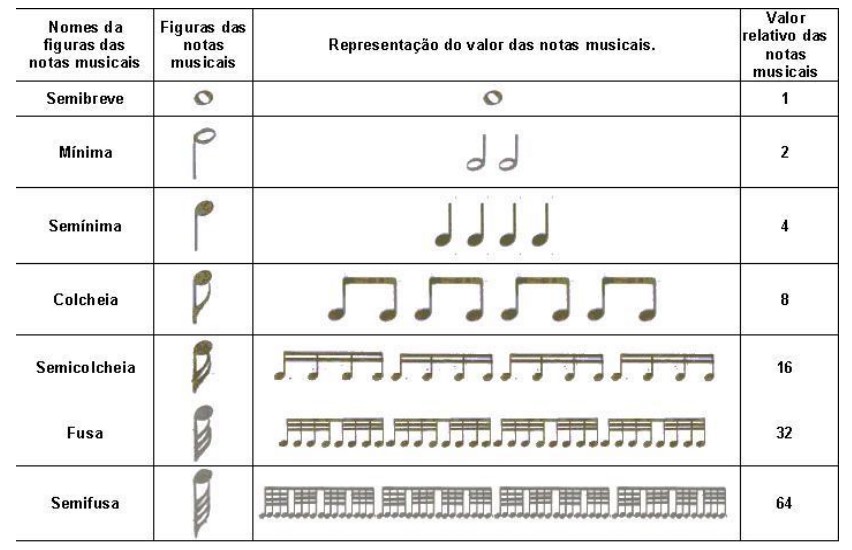 Nomes da
figuras das
notas musicais
Figuras das
notas
musicais
Representação do valor das notas musicais.
Valor
relativo das
notas
musicais
Semibreve
1
Mínima
2
Semínima
4
Colcheia
8
Semicolcheia
16
Fusa
32
Semifusa
64